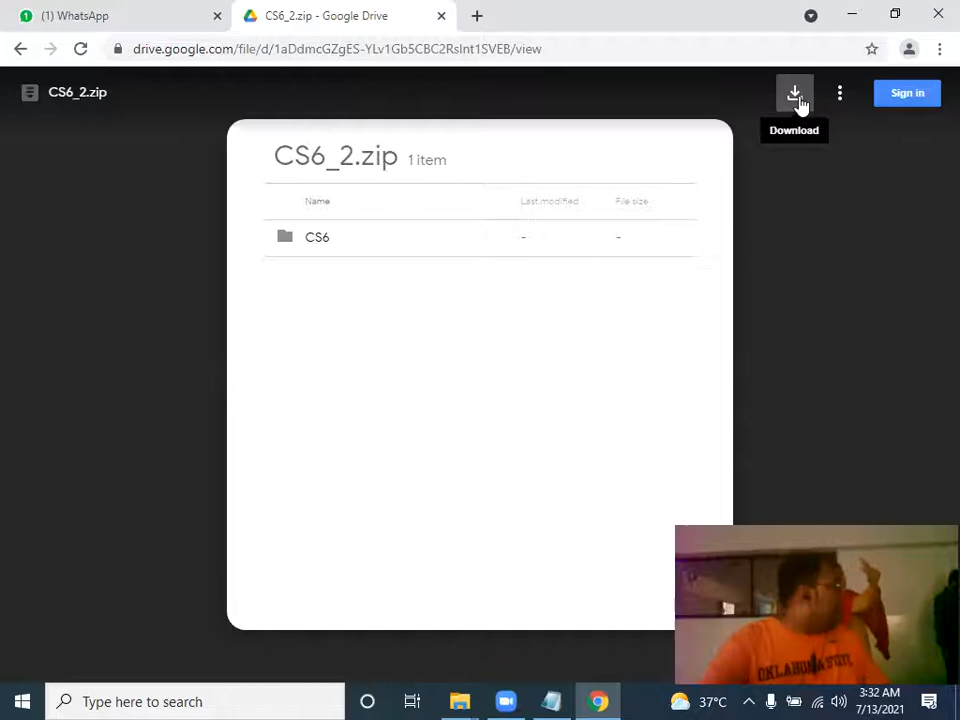 (1) WhatsApp
CS6_2.zip - Google Drive
drive.google.com/file/d/1aDdmcGZgES-YLv1Gb5CBC2RsInt1SVEB/view
CS6_2.zip
Sign in
Download
CS6_2.zip 1 item
Name Last modified File size
CS6 - -
OKLAHOMA STATE
Type here to search
37°C
3:32 AM
7/13/2021